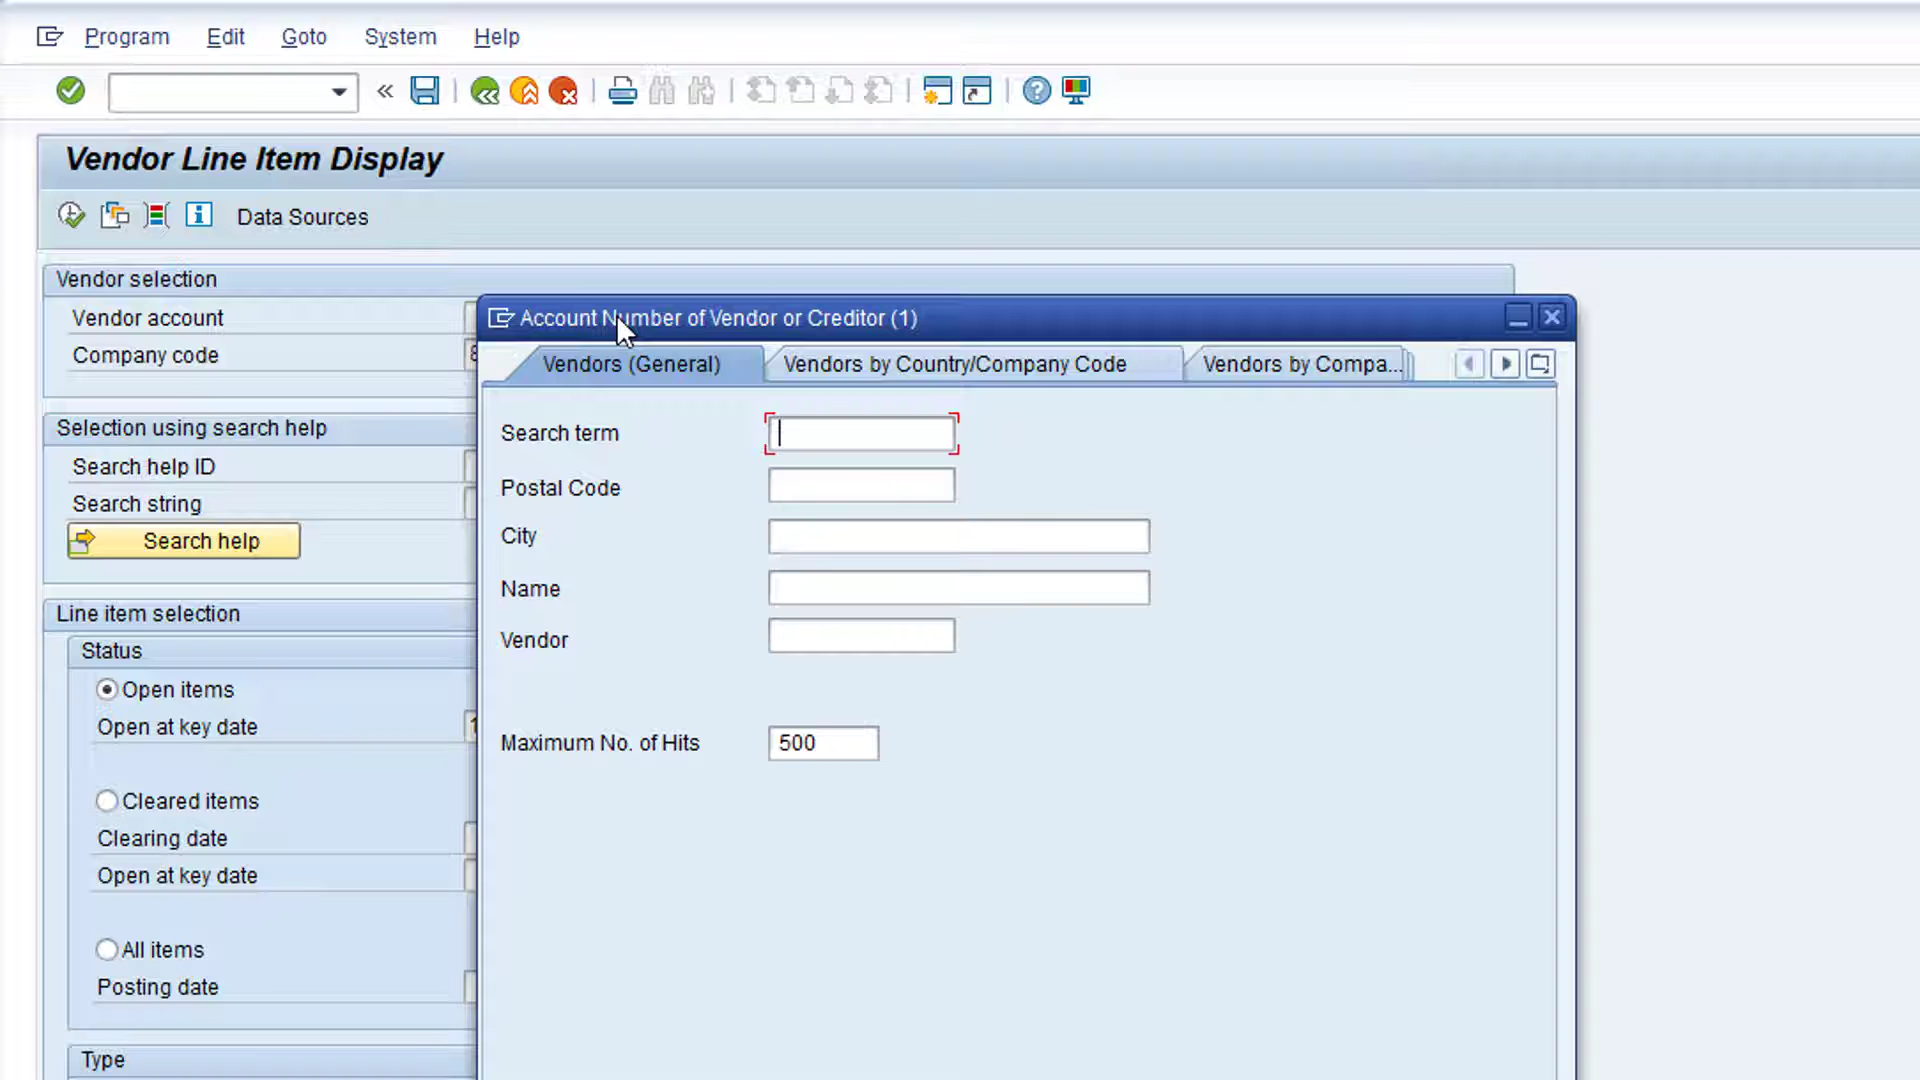 Program Edit Goto System Help
Vendor Line Item Display
Data Sources
Vendor selection
Vendor account
Company code
Selection using search help
Search help ID
Search string
Search help
Line item selection
Status
Open items
Open at key date
Cleared items
Clearing date
Open at key date
All items
Posting date
Type
Account Number of Vendor or Creditor (1)
Vendors (General) Vendors by Country/Company Code Vendors by Compa...
Search term
Postal Code
City
Name
Vendor
Maximum No. of Hits 500